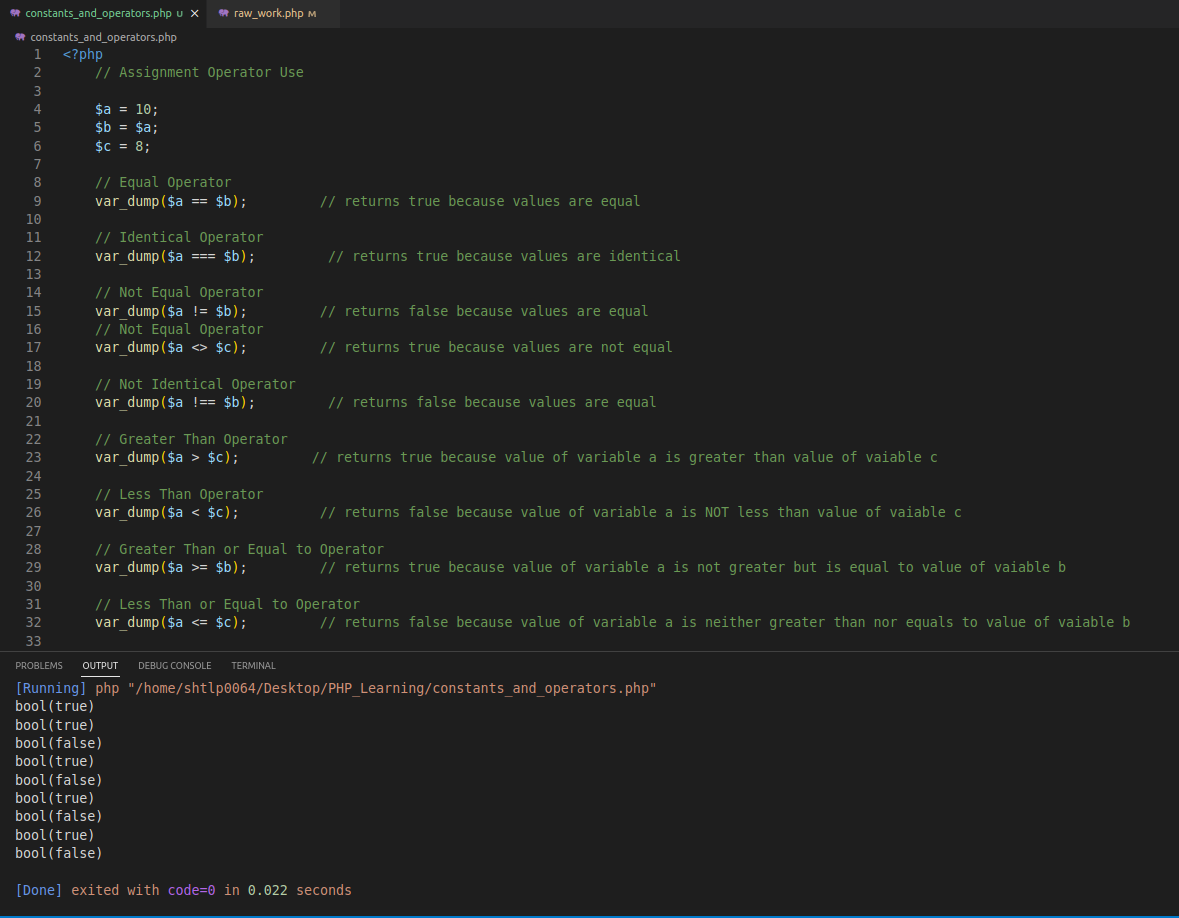 constants_and_operators.php U × raw_work.php M
constants_and_operators.php
1 <?php
2 // Assignment Operator Use
3
4 $a = 10;
5 $b = $a;
6 $c = 8;
7
8 // Equal Operator
9 var_dump($a == $b); // returns true because values are equal
10
11 // Identical Operator
12 var_dump($a === $b); // returns true because values are identical
13
14 // Not Equal Operator
15 var_dump($a != $b); // returns false because values are equal
16 // Not Equal Operator
17 var_dump($a <> $c); // returns true because values are not equal
18
19 // Not Identical Operator
20 var_dump($a !== $b); // returns false because values are equal
21
22 // Greater Than Operator
23 var_dump($a > $c); // returns true because value of variable a is greater than value of vaiable c
24
25 // Less Than Operator
26 var_dump($a < $c); // returns false because value of variable a is NOT less than value of vaiable c
27
28 // Greater Than or Equal to Operator
29 var_dump($a >= $b); // returns true because value of variable a is not greater but is equal to value of vaiable b
30
31 // Less Than or Equal to Operator
32 var_dump($a <= $c); // returns false because value of variable a is neither greater than nor equals to value of vaiable b
33
PROBLEMS OUTPUT DEBUG CONSOLE TERMINAL
[Running] php "/home/shtlp0064/Desktop/PHP_Learning/constants_and_operators.php"
bool(true)
bool(true)
bool(false)
bool(true)
bool(false)
bool(true)
bool(false)
bool(true)
bool(false)
[Done] exited with code=0 in 0.022 seconds